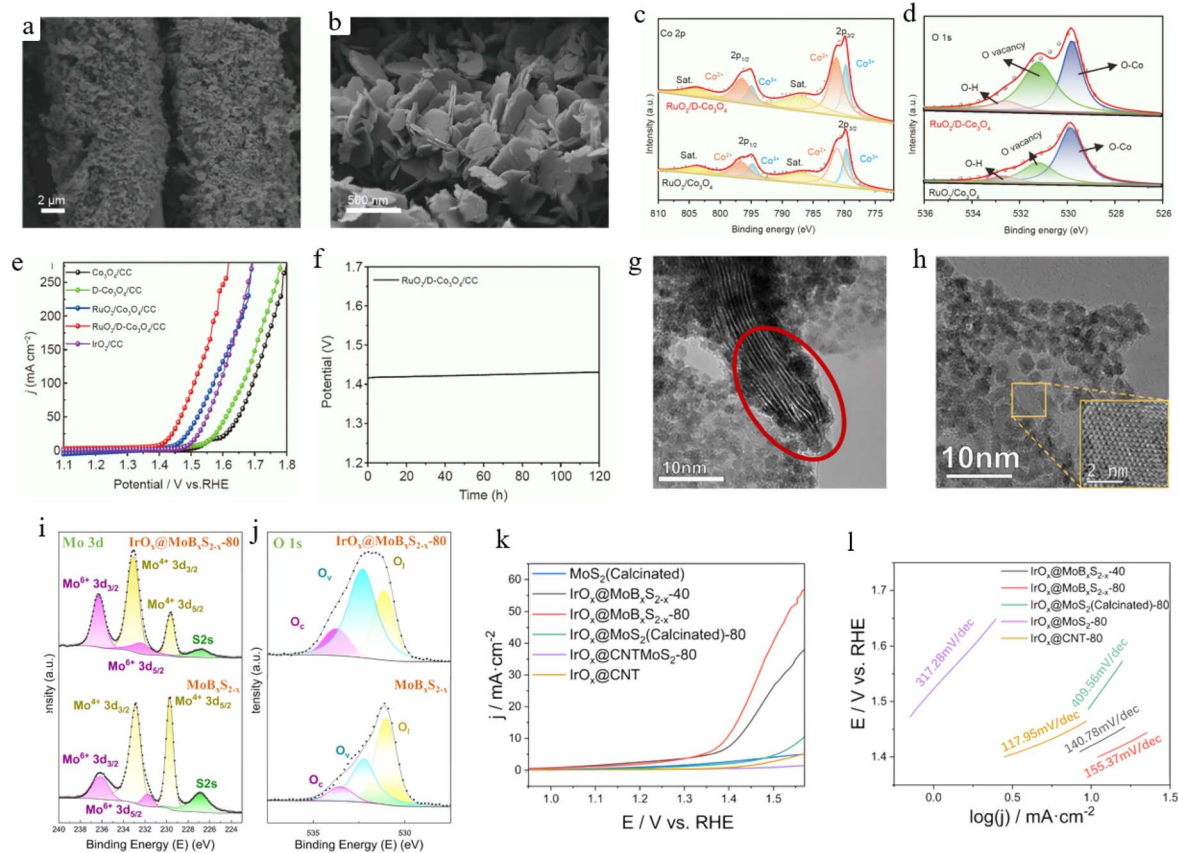 a
2 μm
b
500 nm
c
Co 2p
2p3/2
2p1/2
Co2+
Co3+
Sat.
Co2+
Co3+
Sat.
RuO2/D-Co3O4
2p3/2
2p1/2
Co2+
Co3+
Sat.
Co2+
Co3+
Sat.
RuO2/Co3O4
Intensity (a.u.)
810 805 800 795 790 785 780 775
Binding energy (eV)
d
O 1s
O vacancy
O-Co
O-H
RuO2/D-Co3O4
O vacancy
O-Co
O-H
RuO2/Co3O4
Intensity (a.u.)
536 534 532 530 528 526
Binding energy (eV)
e
Co3O4/CC
D-Co3O4/CC
RuO2/Co3O4/CC
RuO2/D-Co3O4/CC
IrO2/CC
j (mA cm−2)
250
200
150
100
50
0
1.1 1.2 1.3 1.4 1.5 1.6 1.7 1.8
Potential / V vs.RHE
f
RuO2/D-Co3O4/CC
Potential (V)
1.7
1.6
1.5
1.4
1.3
1.2
0 20 40 60 80 100 120
Time (h)
g
10nm
h
10nm
2 nm
i
Mo 3d
IrOx@MoBxS2-x-80
Mo4+ 3d3/2
Mo6+ 3d3/2
Mo4+ 3d5/2
S2s
Mo6+ 3d5/2
MoBxS2-x
Mo4+ 3d3/2
Mo4+ 3d5/2
Mo6+ 3d3/2
S2s
Mo6+ 3d5/2
tensity (a.u.)
240 238 236 234 232 230 228 226 224
Binding Energy (E) (eV)
j
O 1s
IrOx@MoBxS2-x-80
Ov
Ol
Oc
MoBxS2-x
Ov
Ol
Oc
tensity (a.u.)
535 530
Binding Energy (E) (eV)
k
MoS2(Calcinated)
IrOx@MoBxS2-x-40
IrOx@MoBxS2-x-80
IrOx@MoS2(Calcinated)-80
IrOx@CNTMoS2-80
IrOx@CNT
j / mA·cm-2
60
55
50
45
40
35
30
25
20
15
10
5
0
1.0 1.1 1.2 1.3 1.4 1.5
E / V vs. RHE
l
IrOx@MoBxS2-x-40
IrOx@MoBxS2-x-80
IrOx@MoS2(Calcinated)-80
IrOx@MoS2-80
IrOx@CNT-80
317.28mV/dec
409.56mV/dec
117.95mV/dec
140.78mV/dec
155.37mV/dec
E / V vs. RHE
1.7
1.6
1.5
1.4
0.0 0.5 1.0 1.5
log(j) / mA·cm-2